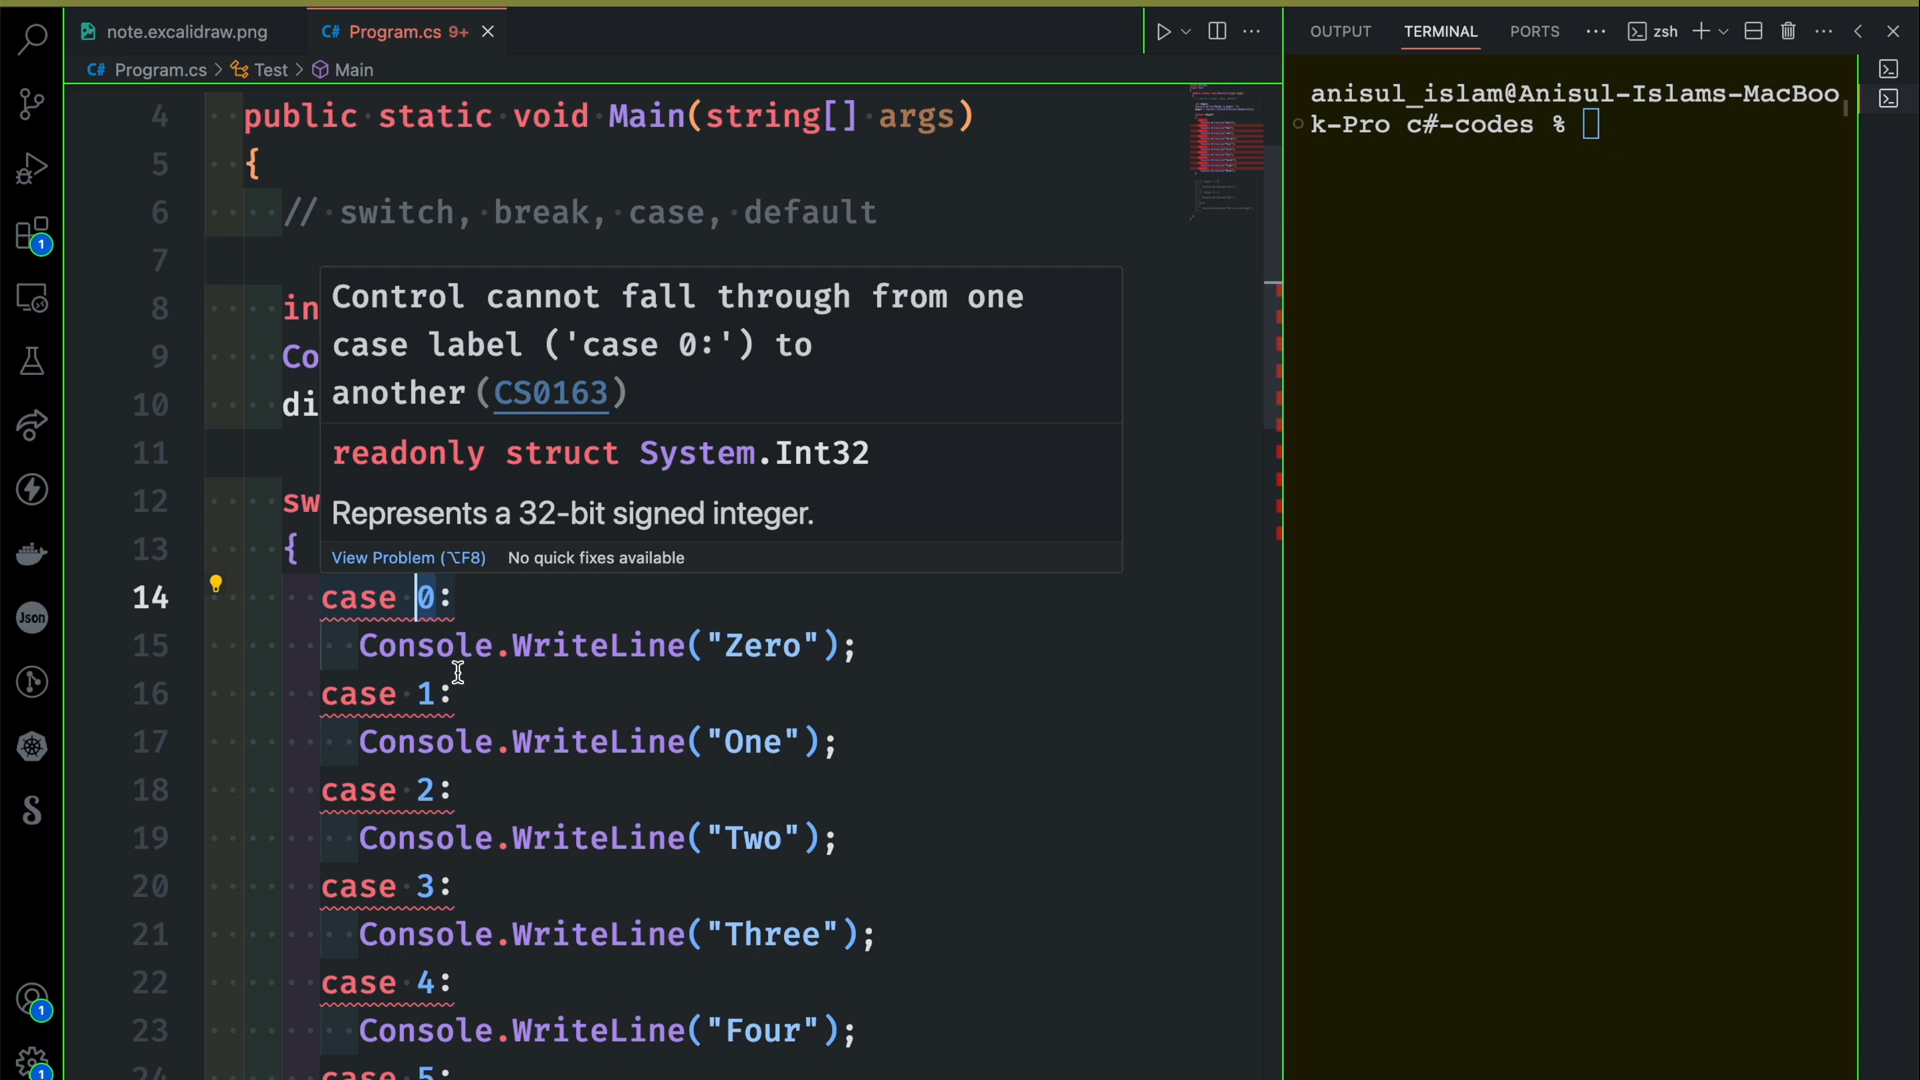 note.excalidraw.png
C# Program.cs 9+
OUTPUT TERMINAL PORTS zsh
C# Program.cs > Test > Main
anisul_islam@Anisul-Islams-MacBoo
k-Pro c#-codes %
4 public static void Main(string[] args)
5 {
6 // switch, break, case, default
7
8 in
9 Co
10 di
11
12 sw
13 {
Control cannot fall through from one
case label ('case 0:') to
another(CS0163)
readonly struct System.Int32
Represents a 32-bit signed integer.
View Problem (⌥F8) No quick fixes available
14 case 0:
15 Console.WriteLine("Zero");
16 case 1:
17 Console.WriteLine("One");
18 case 2:
19 Console.WriteLine("Two");
20 case 3:
21 Console.WriteLine("Three");
22 case 4:
23 Console.WriteLine("Four");
24 case 5:
1
Json
1
1